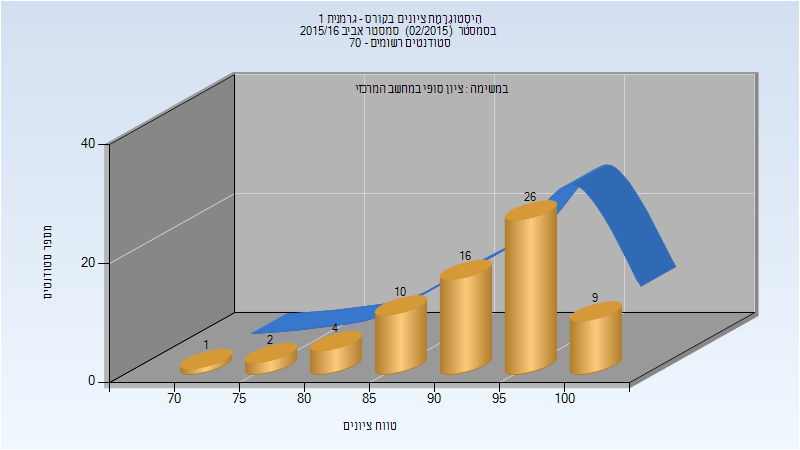 היסטוגרמת ציונים בקורס - גרמנית 1
בסמסטר (02/2015) סמסטר אביב 2015/16
סטודנטים רשומים - 70
במשימה : ציון סופי במחשב המרכזי
מספר סטודנטים
40
20
0
1
2
4
10
16
26
9
70
75
80
85
90
95
100
טווח ציונים